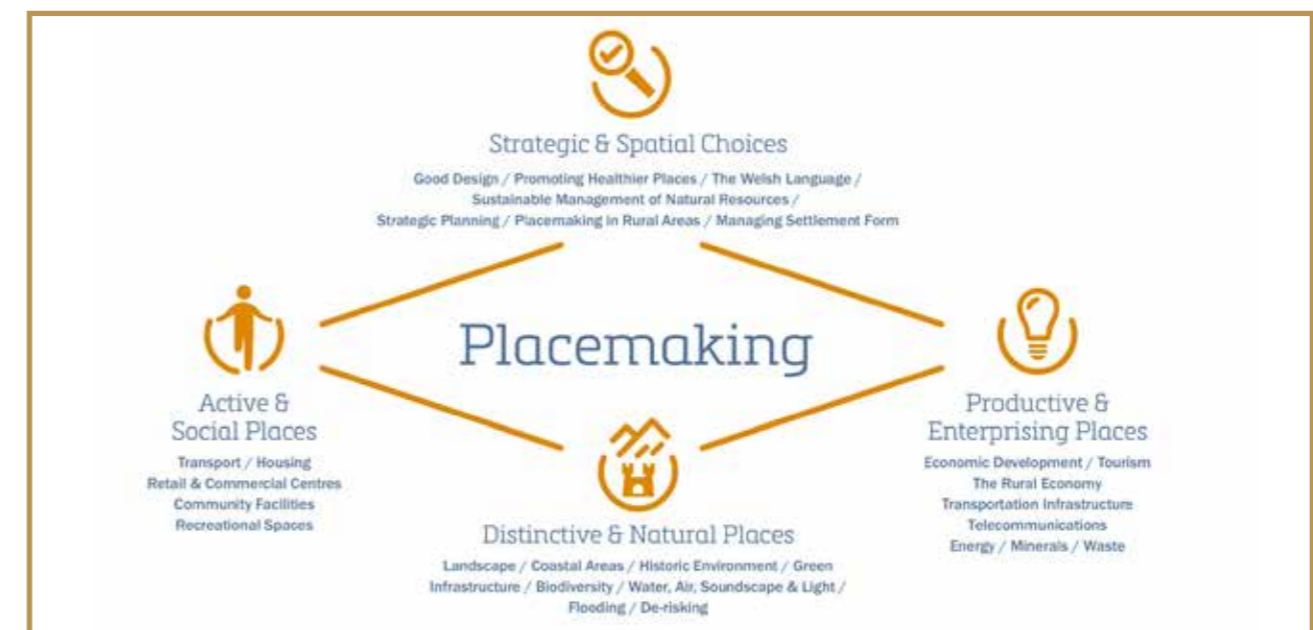 Strategic & Spatial Choices
Good Design / Promoting Healthier Places / The Welsh Language /
Sustainable Management of Natural Resources /
Strategic Planning / Placemaking in Rural Areas / Managing Settlement Form
Placemaking
Active &
Social Places
Transport / Housing
Retail & Commercial Centres
Community Facilities
Recreational Spaces
Productive &
Enterprising Places
Economic Development / Tourism
The Rural Economy
Transportation Infrastructure
Telecommunications
Energy / Minerals / Waste
Distinctive & Natural Places
Landscape / Coastal Areas / Historic Environment / Green
Infrastructure / Biodiversity / Water, Air, Soundscape & Light /
Flooding / De-risking